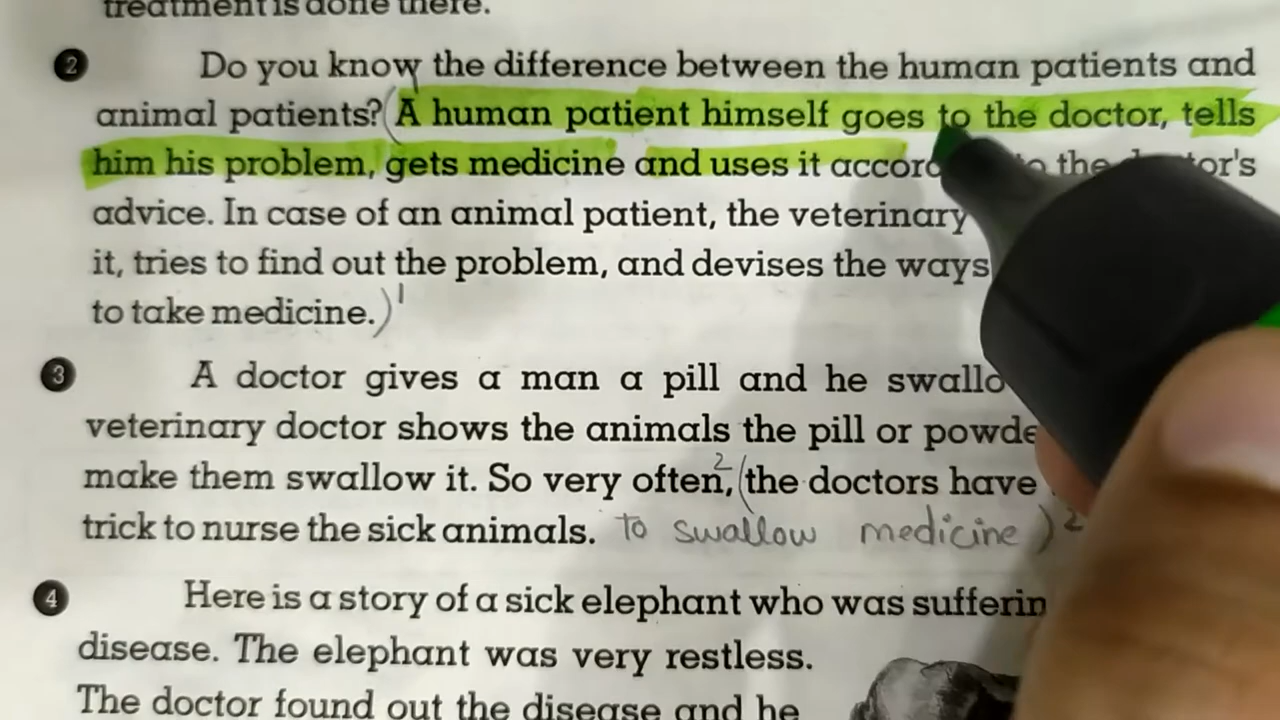 treatment is done there.
2 Do you know the difference between the human patients and
animal patients? (A human patient himself goes to the doctor, tells
him his problem, gets medicine and uses it accord to the doctor's
advice. In case of an animal patient, the veterinary
it, tries to find out the problem, and devises the ways
to take medicine.)1
3 A doctor gives a man a pill and he swallo
veterinary doctor shows the animals the pill or powde
make them swallow it. So very often,2 (the doctors have
trick to nurse the sick animals. to swallow medicine)2
4 Here is a story of a sick elephant who was sufferin
disease. The elephant was very restless.
The doctor found out the disease and he